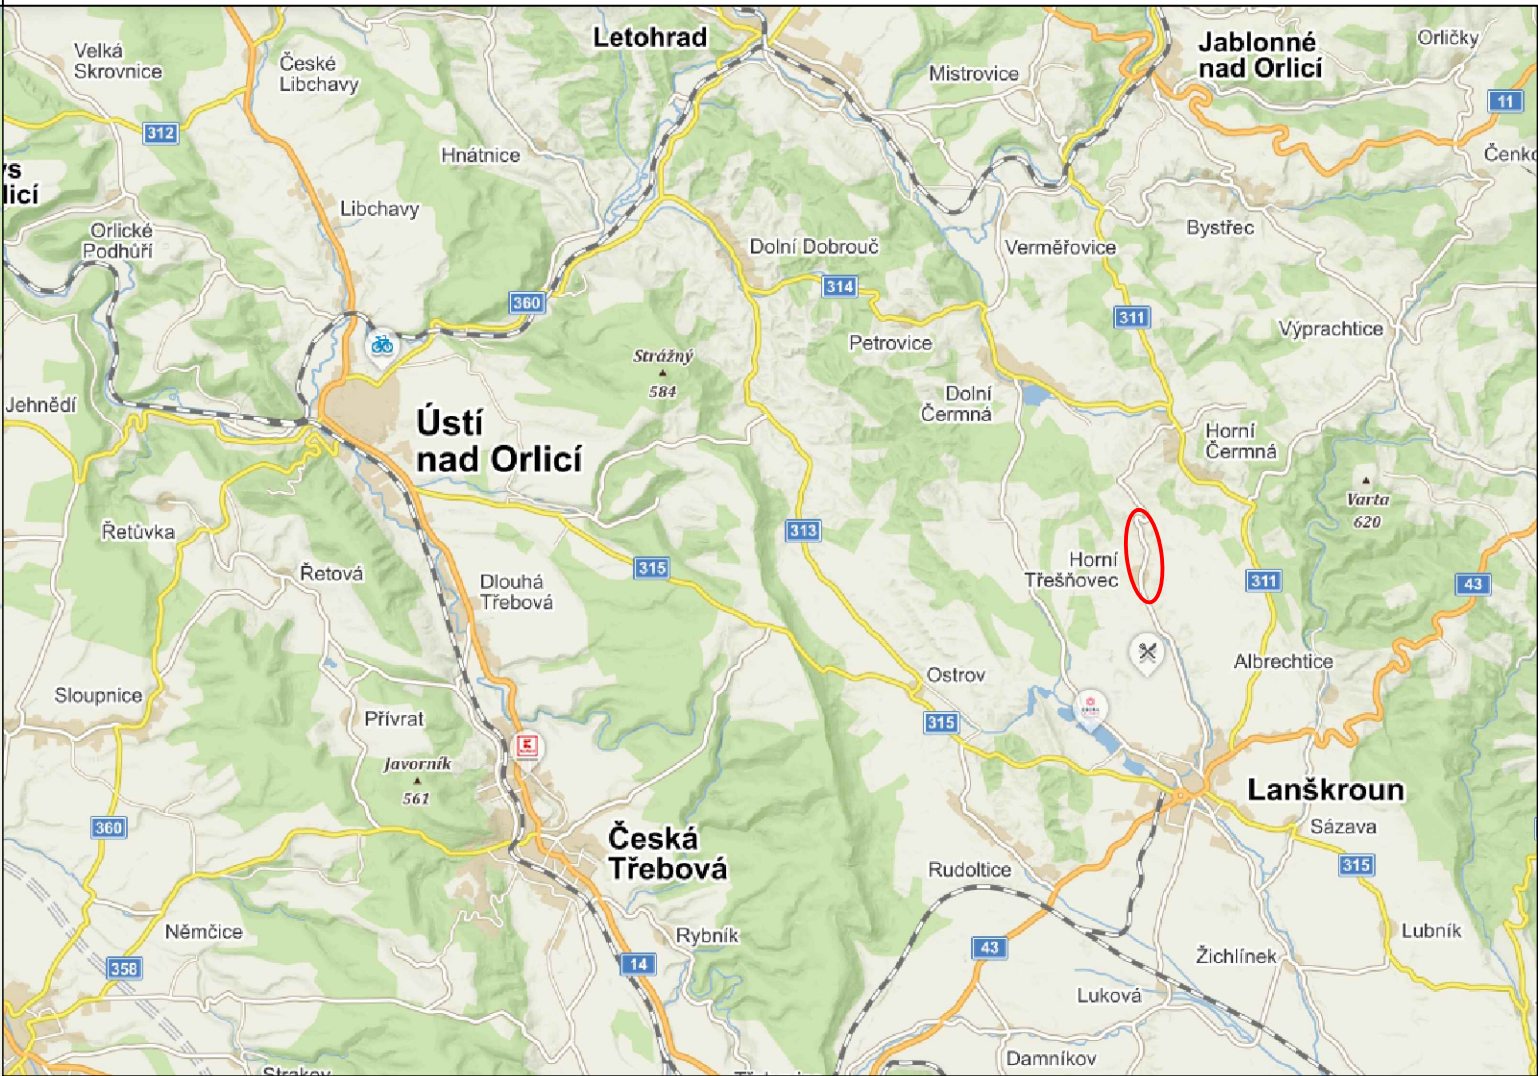 Letohrad
Jablonné
nad Orlicí
Orličky
Velká
Skrovnice
České
Libchavy
Mistrovice
11
312
Hnátnice
Čenko
s
licí
Libchavy
Orlické
Podhůří
Dolní Dobrouč
Verměřovice
Bystřec
314
360
311
Výprachtice
Petrovice
Strážný
584
Dolní
Čermná
Jehnědí
Ústí
nad Orlicí
Horní
Čermná
Varta
620
Řetůvka
313
Horní
Třešňovec
315
Řetová
Dlouhá
Třebová
311
43
Albrechtice
Ostrov
Sloupnice
Přívrat
315
Javorník
561
K
Lanškroun
360
Česká
Třebová
Sázava
Rudoltice
315
Němčice
Rybník
Lubník
43
358
14
Žichlínek
Luková
Damníkov
Strakov